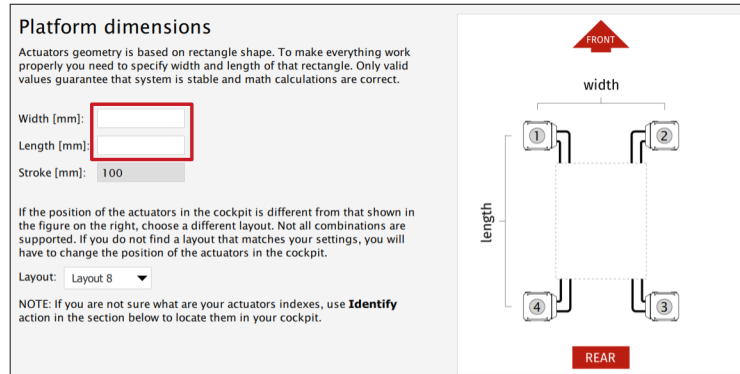 Platform dimensions
Actuators geometry is based on rectangle shape. To make everything work
properly you need to specify width and length of that rectangle. Only valid
values guarantee that system is stable and math calculations are correct.
Width [mm]:
Length [mm]:
Stroke [mm]: 100
If the position of the actuators in the cockpit is different from that shown in
the figure on the right, choose a different layout. Not all combinations are
supported. If you do not find a layout that matches your settings, you will
have to change the position of the actuators in the cockpit.
Layout: Layout 8
NOTE: If you are not sure what are your actuators indexes, use Identify
action in the section below to locate them in your cockpit.
FRONT
width
1 2
length
4 3
REAR